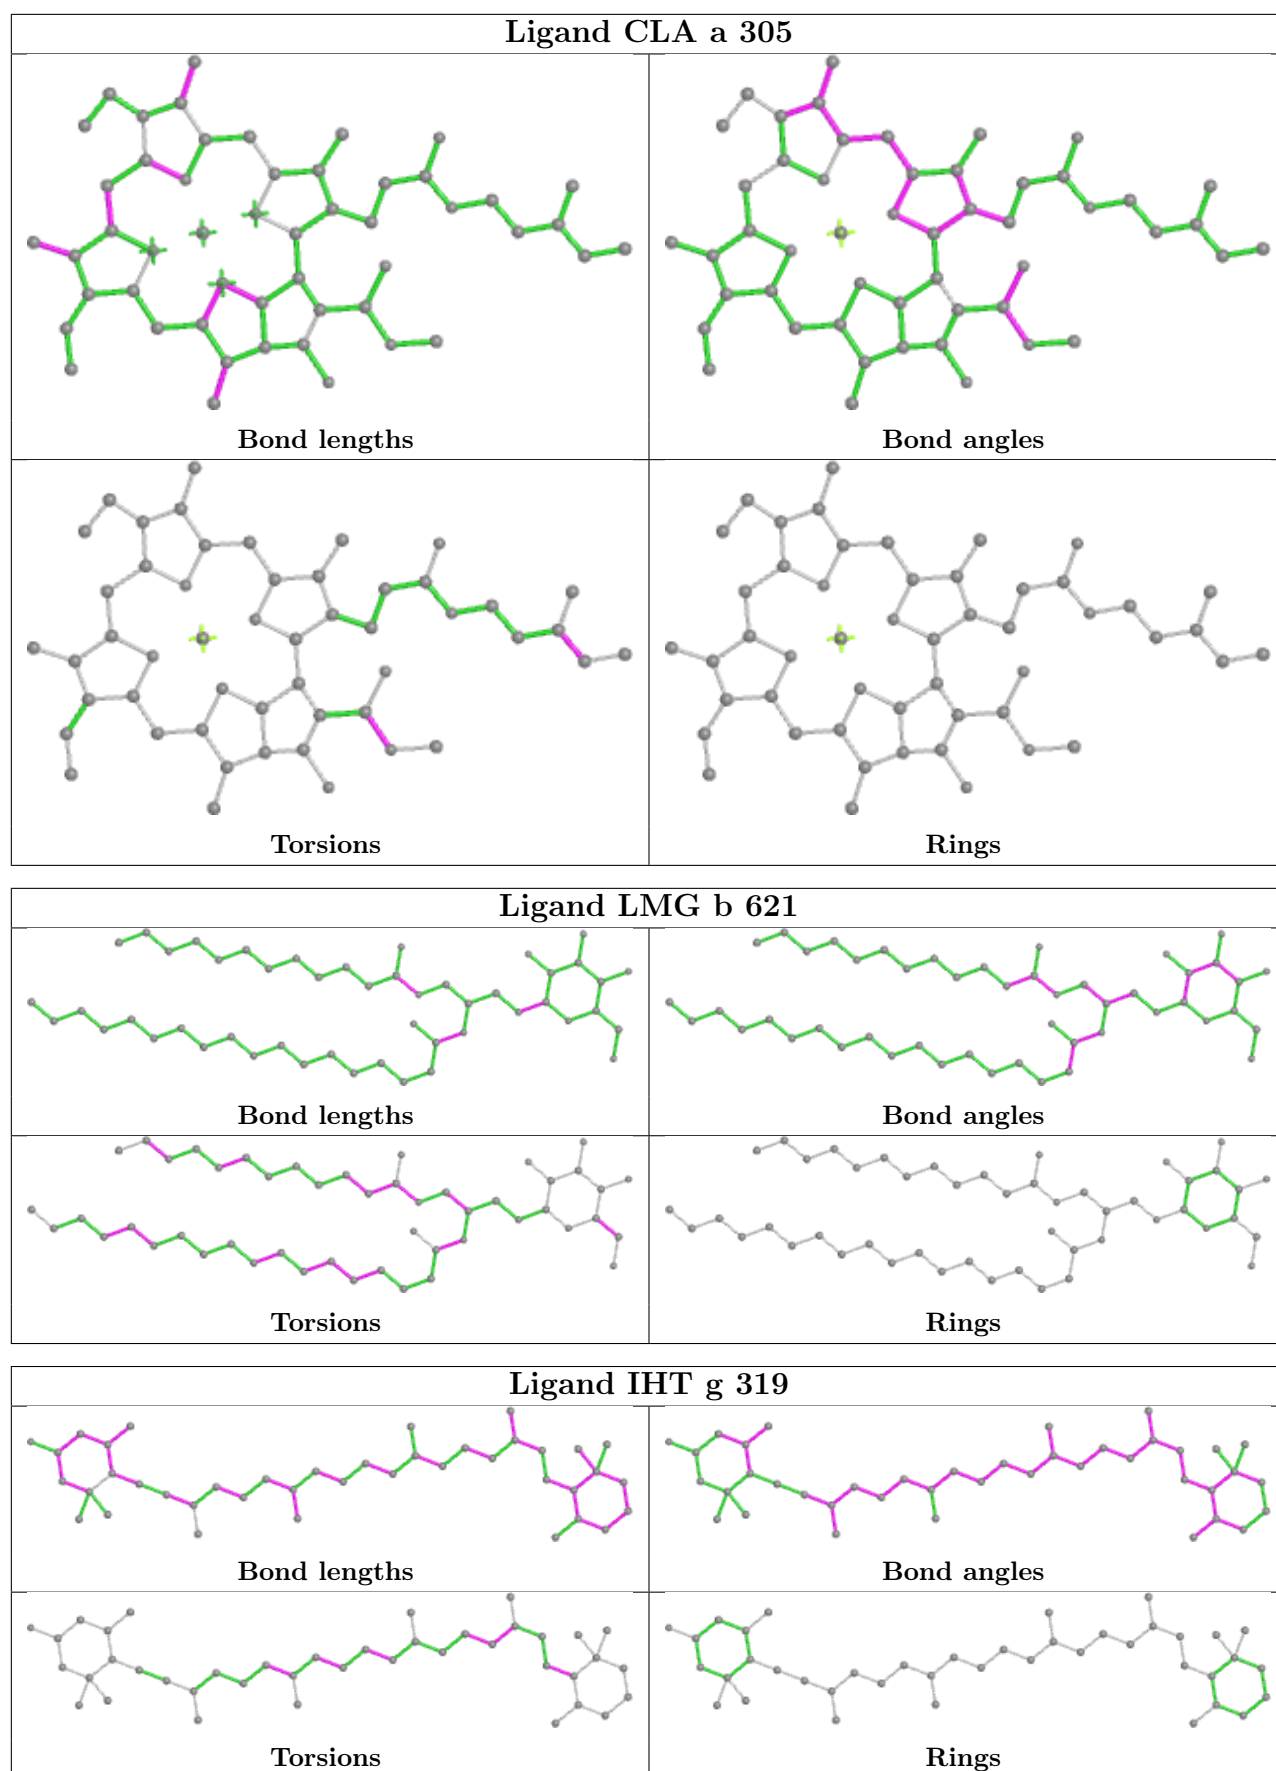 Ligand CLA a 305
Bond lengths
Bond angles
Torsions
Rings
Ligand LMG b 621
Bond lengths
Bond angles
Torsions
Rings
Ligand IHT g 319
Bond lengths
Bond angles
Torsions
Rings